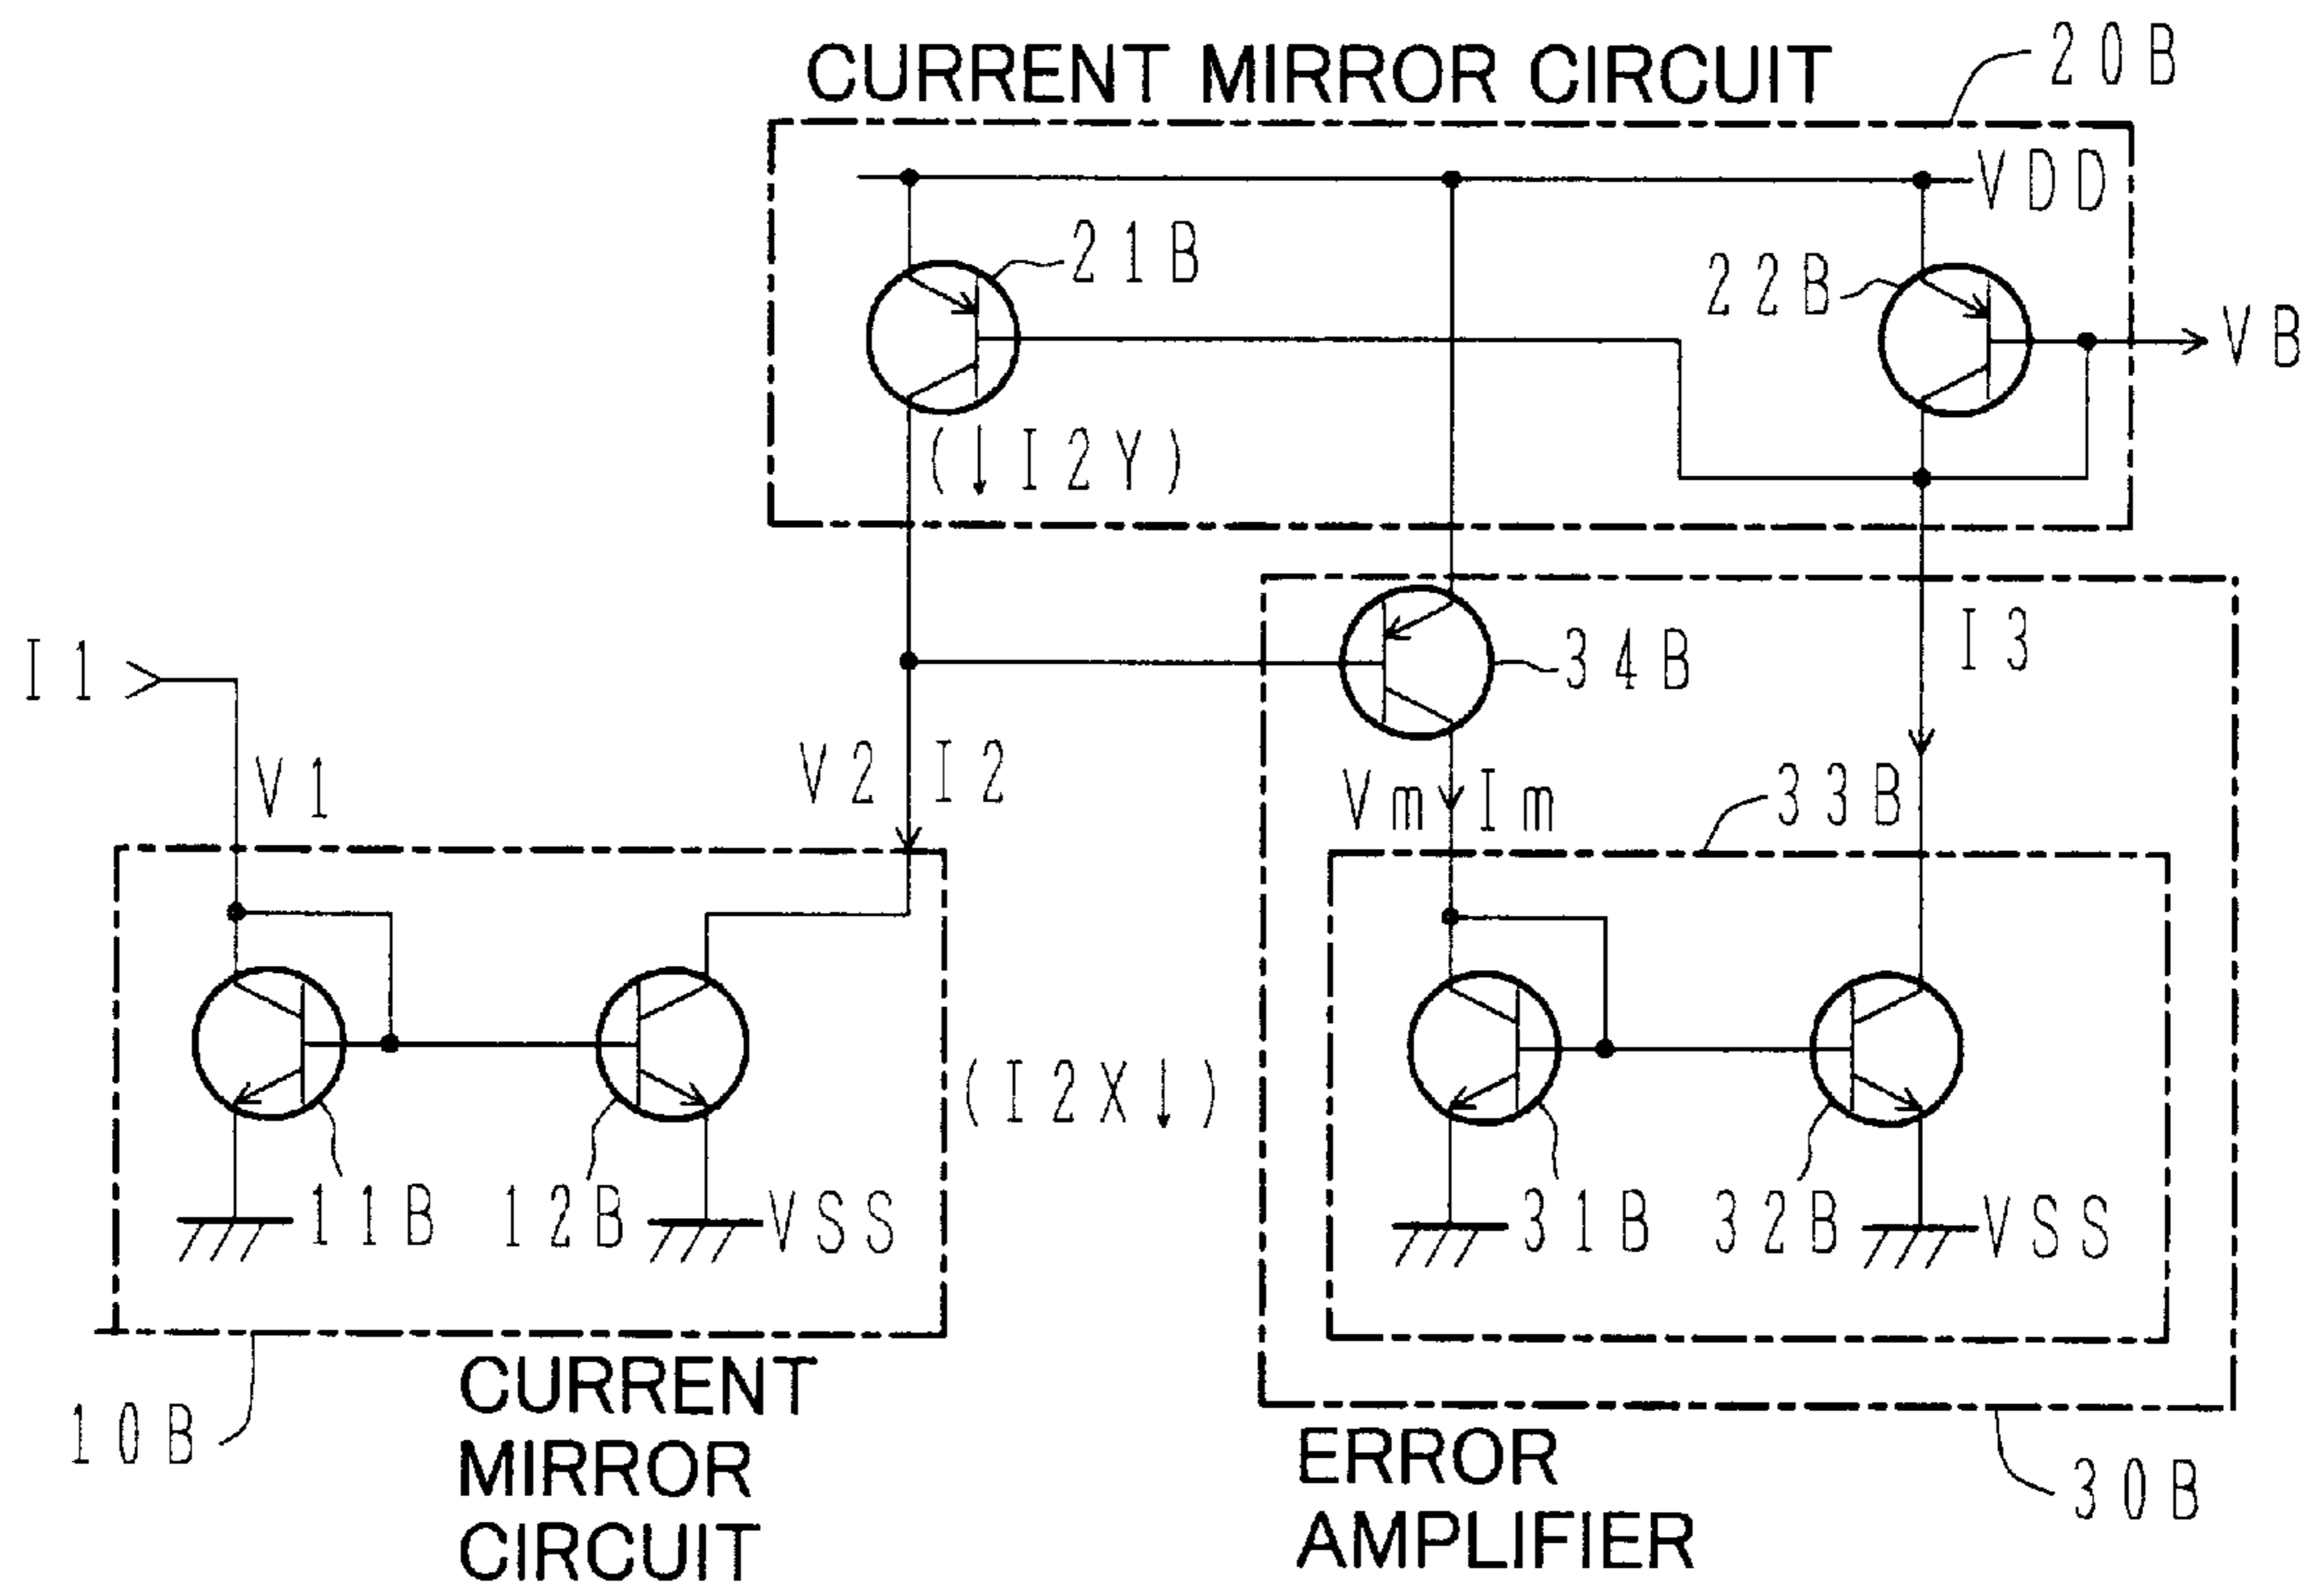 CURRENT MIRROR CIRCUIT
20B
VDD
21B
22B
VB
(↓I2Y)
I1
34B
I3
V1
V2 I2
Vm Im
33B
(I2X↓)
11B
12B
VSS
31B
32B
VSS
10B
CURRENT
MIRROR
CIRCUIT
ERROR
AMPLIFIER
30B